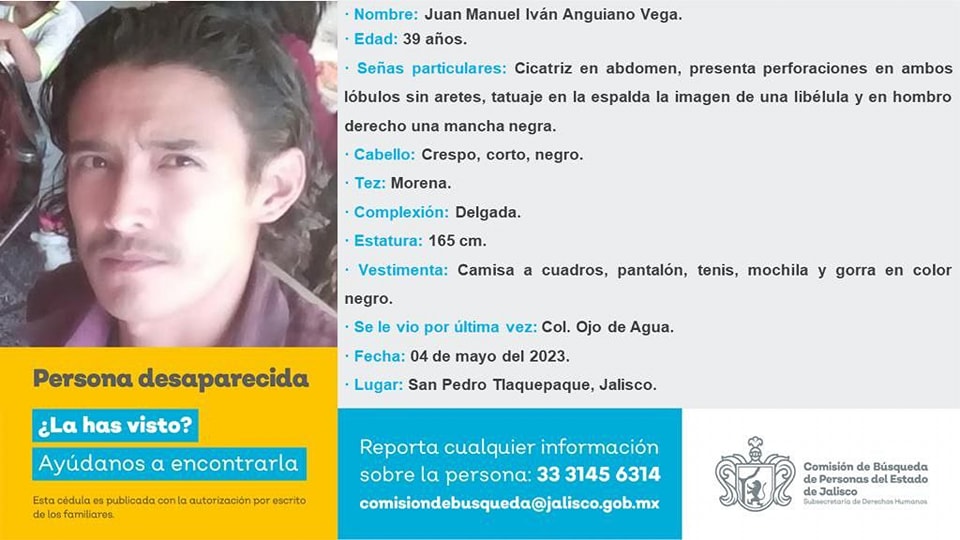 · Nombre: Juan Manuel Iván Anguiano Vega.
· Edad: 39 años.
· Señas particulares: Cicatriz en abdomen, presenta perforaciones en ambos
lóbulos sin aretes, tatuaje en la espalda la imagen de una libélula y en hombro
derecho una mancha negra.
· Cabello: Crespo, corto, negro.
· Tez: Morena.
· Complexión: Delgada.
· Estatura: 165 cm.
· Vestimenta: Camisa a cuadros, pantalón, tenis, mochila y gorra en color
negro.
· Se le vio por última vez: Col. Ojo de Agua.
· Fecha: 04 de mayo del 2023.
· Lugar: San Pedro Tlaquepaque, Jalisco.
Persona desaparecida
¿La has visto?
Ayúdanos a encontrarla
Esta cédula es publicada con la autorización por escrito
de los familiares.
Reporta cualquier información
sobre la persona: 33 3145 6314
comisiondebusqueda@jalisco.gob.mx
Comisión de Búsqueda
de Personas del Estado
de Jalisco
Subsecretaría de Derechos Humanos